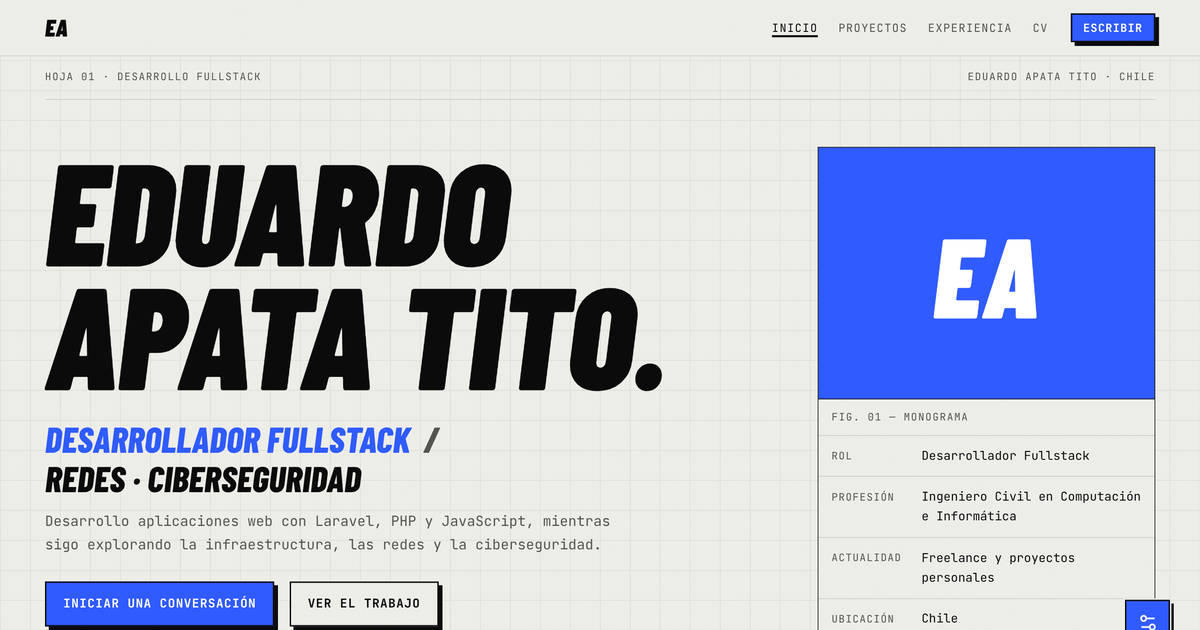 EA
INICIO PROYECTOS EXPERIENCIA CV ESCRIBIR
HOJA 01 · DESARROLLO FULLSTACK
EDUARDO APATA TITO · CHILE
EDUARDO
APATA TITO.
DESARROLLADOR FULLSTACK /
REDES · CIBERSEGURIDAD
Desarrollo aplicaciones web con Laravel, PHP y JavaScript, mientras
sigo explorando la infraestructura, las redes y la ciberseguridad.
INICIAR UNA CONVERSACIÓN
VER EL TRABAJO
EA
FIG. 01 — MONOGRAMA
ROL Desarrollador Fullstack
PROFESIÓN Ingeniero Civil en Computación
e Informática
ACTUALIDAD Freelance y proyectos
personales
UBICACIÓN Chile